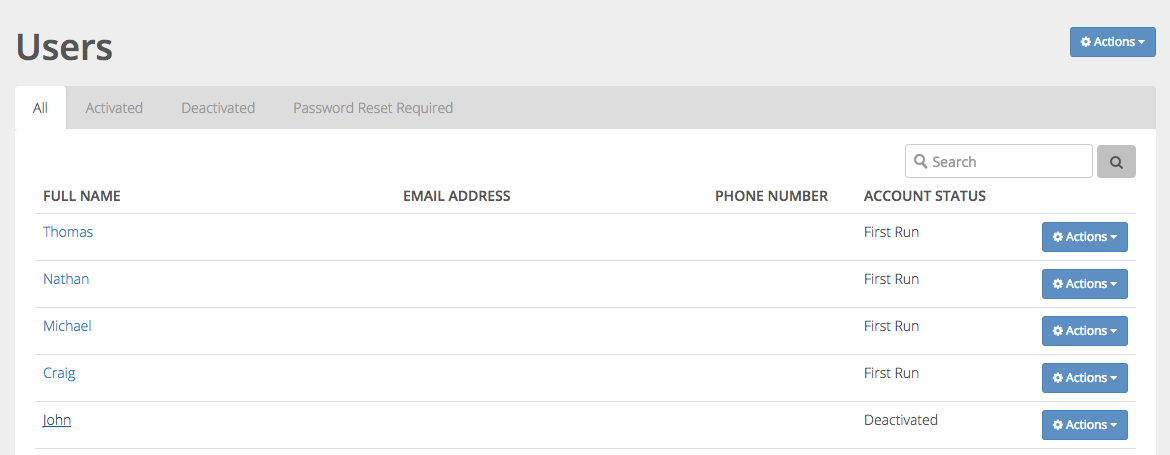 Users
Actions
All Activated Deactivated Password Reset Required
Search
FULL NAME EMAIL ADDRESS PHONE NUMBER ACCOUNT STATUS
Thomas First Run Actions
Nathan First Run Actions
Michael First Run Actions
Craig First Run Actions
John Deactivated Actions